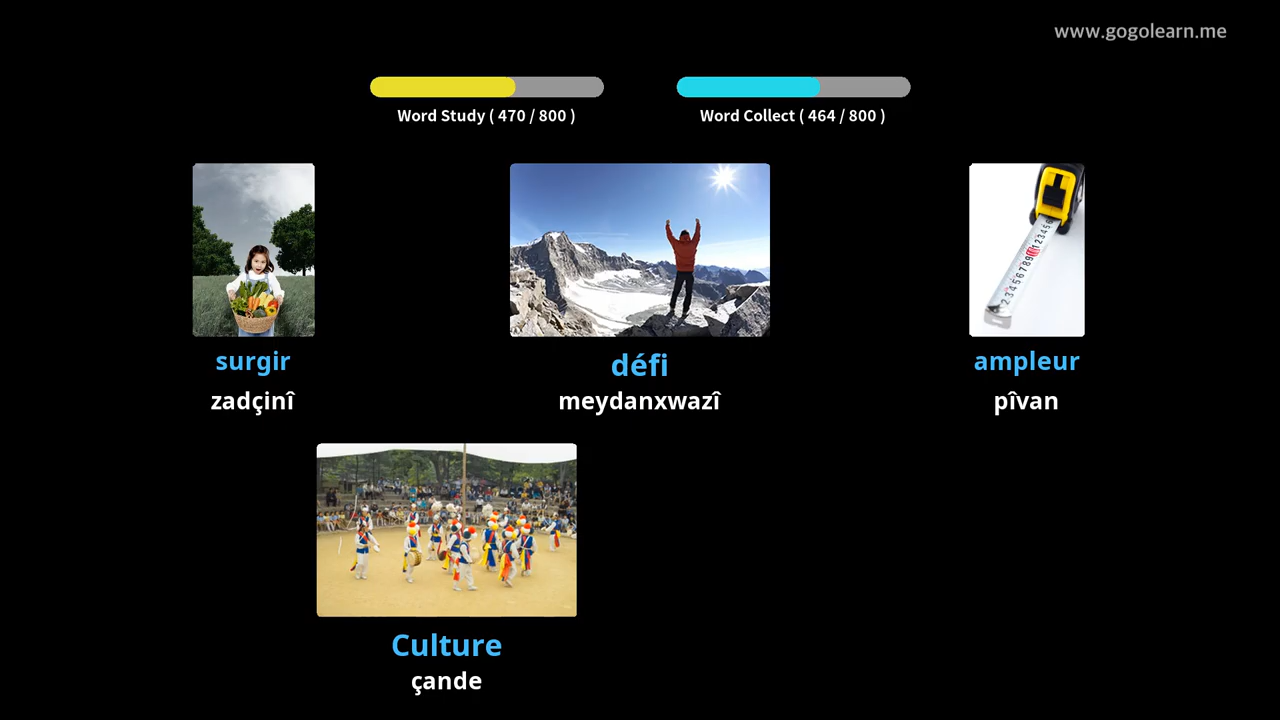 www.gogolearn.me
Word Study ( 470 / 800 )
Word Collect ( 464 / 800 )
surgir
défi
ampleur
zadçinî
meydanxwazî
pîvan
Culture
çande